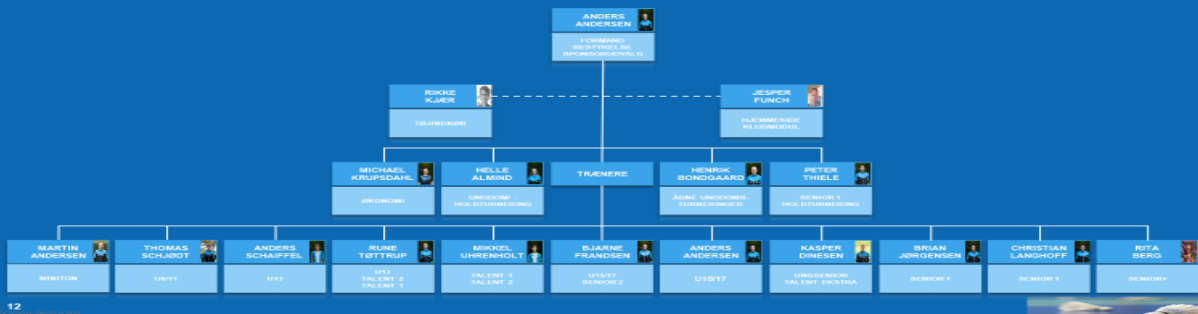 ANDERS
ANDERSEN
FORMAND
BESTYRELSE
SPONSORUDVALG
RIKKE
KJÆR
TØJINDKØB
JESPER
FUNCH
HJEMMESIDE
KLUBMODUL
MICHAEL
KRUPSDAHL
ØKONOMI
HELLE
ALMIND
UNGDOM/ -
HOLDTURNERING
TRÆNERE
HENRIK
BONDGAARD
ÅBNE UNGDOMS-
TURNERINGER
PETER
THIELE
SENIOR 1
HOLDTURNERING
MARTIN
ANDERSEN
MINITON
THOMAS
SCHJØDT
U9/11
ANDERS
SCHAIFFEL
U13
RUNE
TØTTRUP
U13
TALENT 2
TALENT 1
MIKKEL
UHRENHOLT
TALENT 1
TALENT 2
BJARNE
FRANDSEN
U15/17
SENIOR 2
ANDERS
ANDERSEN
U15/17
KASPER
DINESEN
UNGSENIOR
TALENT EKSTRA
BRIAN
JØRGENSEN
SENIOR 1
CHRISTIAN
LANGHOFF
SENIOR 1
RITA
BERG
SENIOR+
12